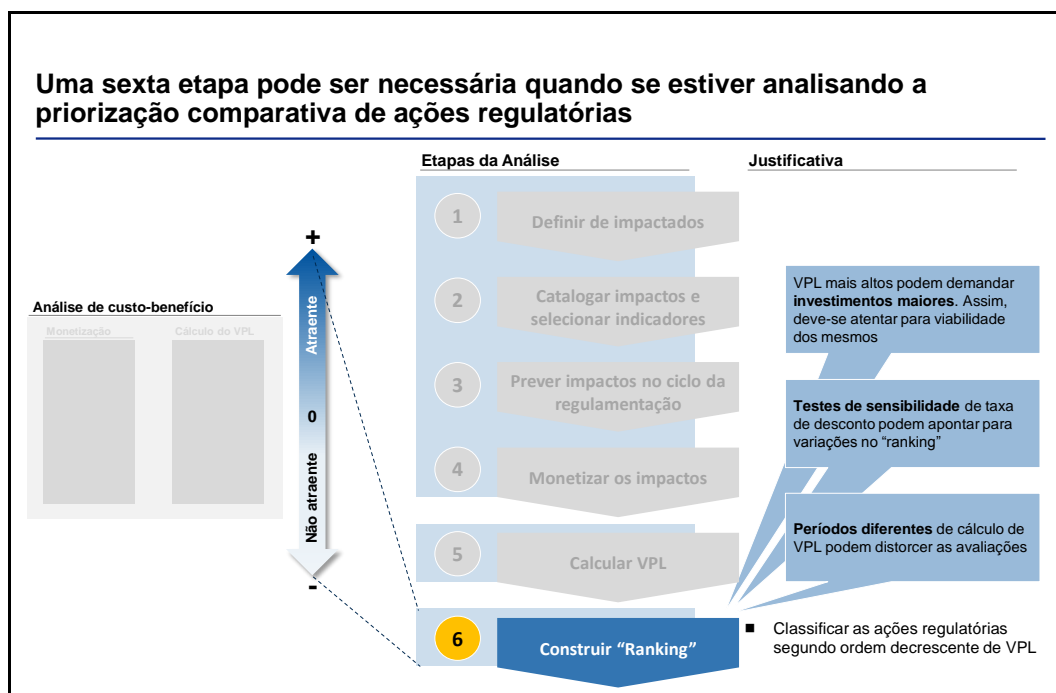 Uma sexta etapa pode ser necessária quando se estiver analisando a
priorização comparativa de ações regulatórias
Etapas da Análise
Justificativa
1
Definir de impactados
2
Catalogar impactos e
selecionar indicadores
3
Prever impactos no ciclo da
regulamentação
4
Monetizar os impactos
5
Calcular VPL
6
Construir “Ranking”
+
Atraente
0
Não atraente
-
Análise de custo-benefício
Monetização
Cálculo do VPL
VPL mais altos podem demandar
investimentos maiores. Assim,
deve-se atentar para viabilidade
dos mesmos
Testes de sensibilidade de taxa
de desconto podem apontar para
variações no “ranking”
Períodos diferentes de cálculo de
VPL podem distorcer as avaliações
■ Classificar as ações regulatórias
segundo ordem decrescente de VPL